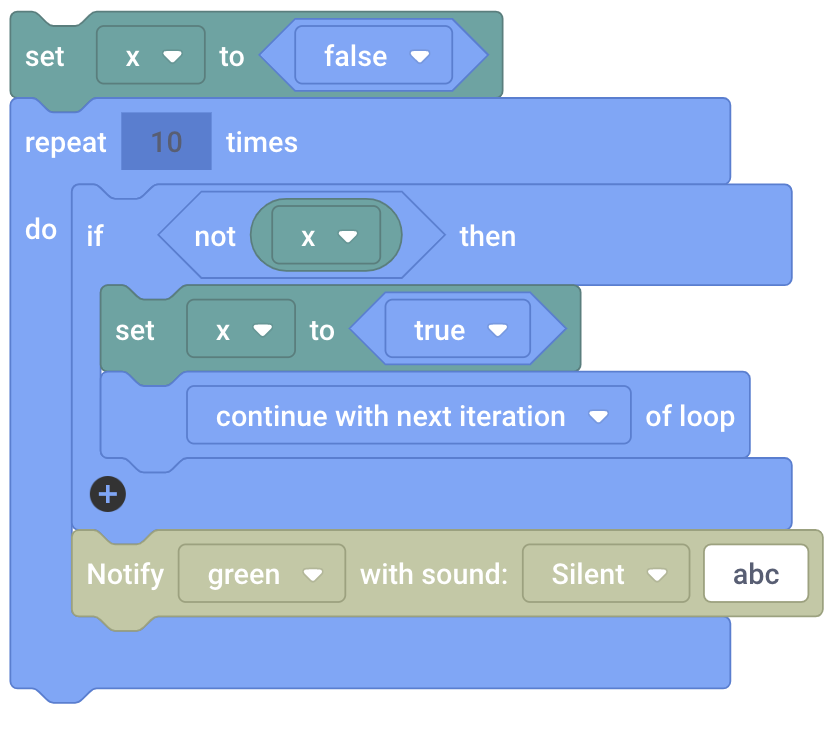 set x to false
repeat 10 times
do if not x then
set x to true
continue with next iteration of loop
Notify green with sound: Silent abc